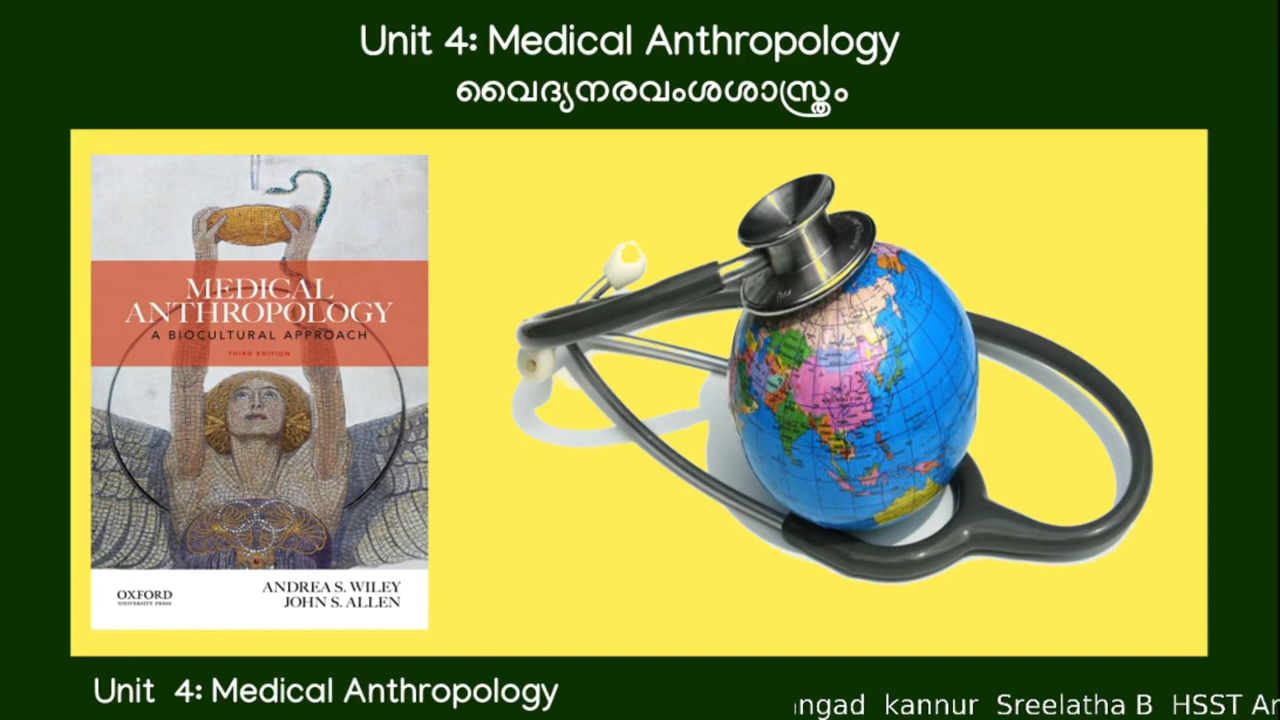 Unit 4: Medical Anthropology
വൈദ്യനരവംശശാസ്ത്രം
MEDICAL
ANTHROPOLOGY
A BIOCULTURAL APPROACH
THIRD EDITION
OXFORD
UNIVERSITY PRESS
ANDREA S. WILEY
JOHN S. ALLEN
Unit 4: Medical Anthropology
kannur Sreelatha B HSST